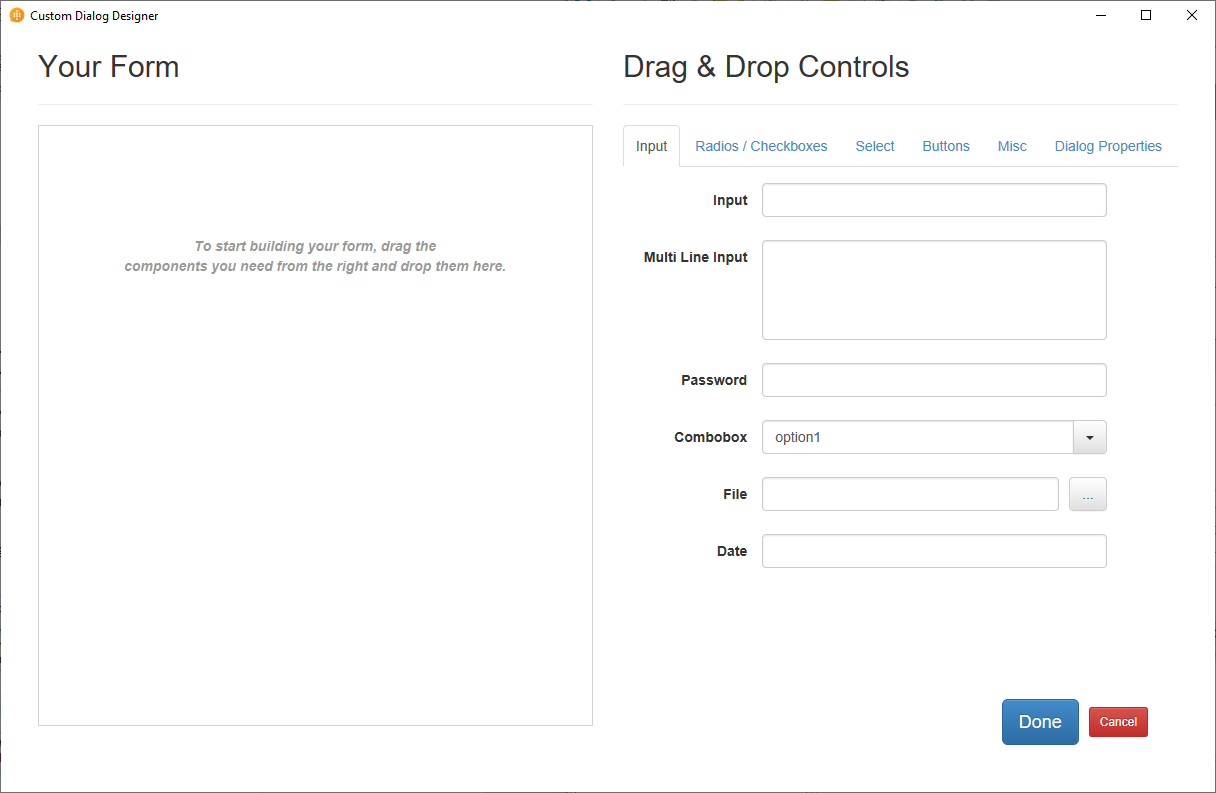 Custom Dialog Designer
Your Form
To start building your form, drag the
components you need from the right and drop them here.
Drag & Drop Controls
Input Radios / Checkboxes Select Buttons Misc Dialog Properties
Input
Multi Line Input
Password
Combobox option1
File ...
Date
Done Cancel